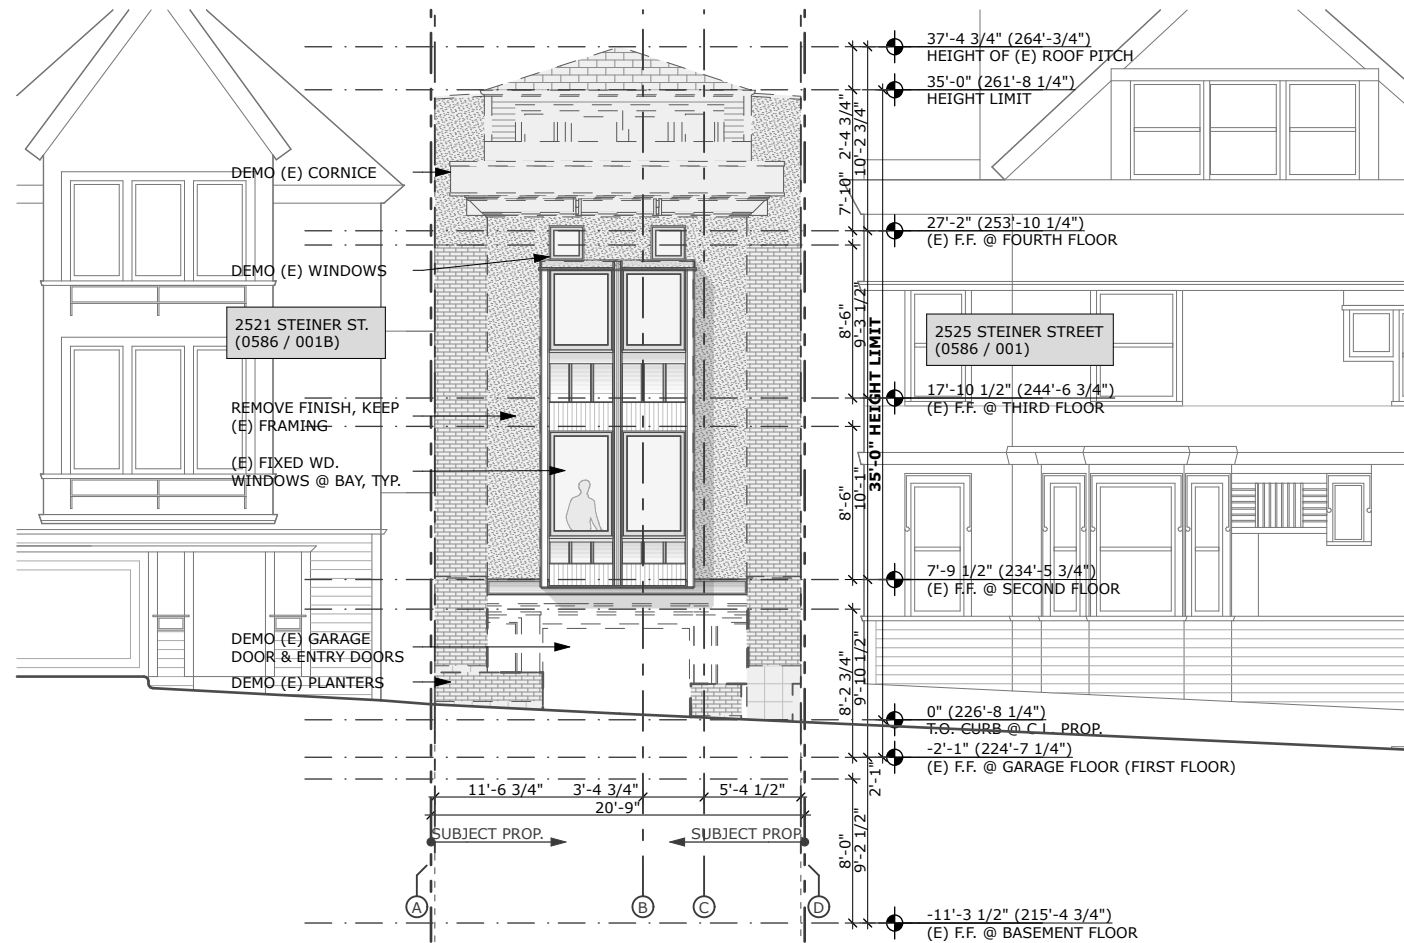 37'-4 3/4" (264'-3/4")
HEIGHT OF (E) ROOF PITCH
35'-0" (261'-8 1/4")
HEIGHT LIMIT
2'-4 3/4"
10'-2 3/4"
7'-10"
DEMO (E) CORNICE
27'-2" (253'-10 1/4")
(E) F.F. @ FOURTH FLOOR
DEMO (E) WINDOWS
8'-6"
9'-3 1/2"
35'-0" HEIGHT LIMIT
2521 STEINER ST.
(0586 / 001B)
2525 STEINER STREET
(0586 / 001)
17'-10 1/2" (244'-6 3/4")
(E) F.F. @ THIRD FLOOR
REMOVE FINISH, KEEP
(E) FRAMING
(E) FIXED WD.
WINDOWS @ BAY, TYP.
8'-6"
10'-1"
7'-9 1/2" (234'-5 3/4")
(E) F.F. @ SECOND FLOOR
DEMO (E) GARAGE
DOOR & ENTRY DOORS
DEMO (E) PLANTERS
8'-2 3/4"
9'-10 1/2"
0" (226'-8 1/4")
T.O. CURB @ C.L. PROP.
-2'-1" (224'-7 1/4")
(E) F.F. @ GARAGE FLOOR (FIRST FLOOR)
2'-1"
11'-6 3/4" 3'-4 3/4" 5'-4 1/2"
20'-9"
SUBJECT PROP. SUBJECT PROP.
8'-0"
9'-2 1/2"
A B C D
-11'-3 1/2" (215'-4 3/4")
(E) F.F. @ BASEMENT FLOOR